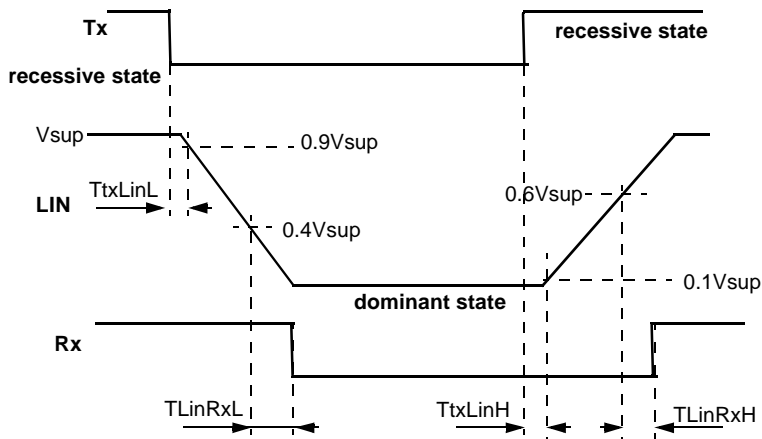 Tx
recessive state
recessive state
Vsup
0.9Vsup
TtxLinL
LIN
0.6Vsup
0.4Vsup
0.1Vsup
dominant state
Rx
TLinRxL
TtxLinH
TLinRxH